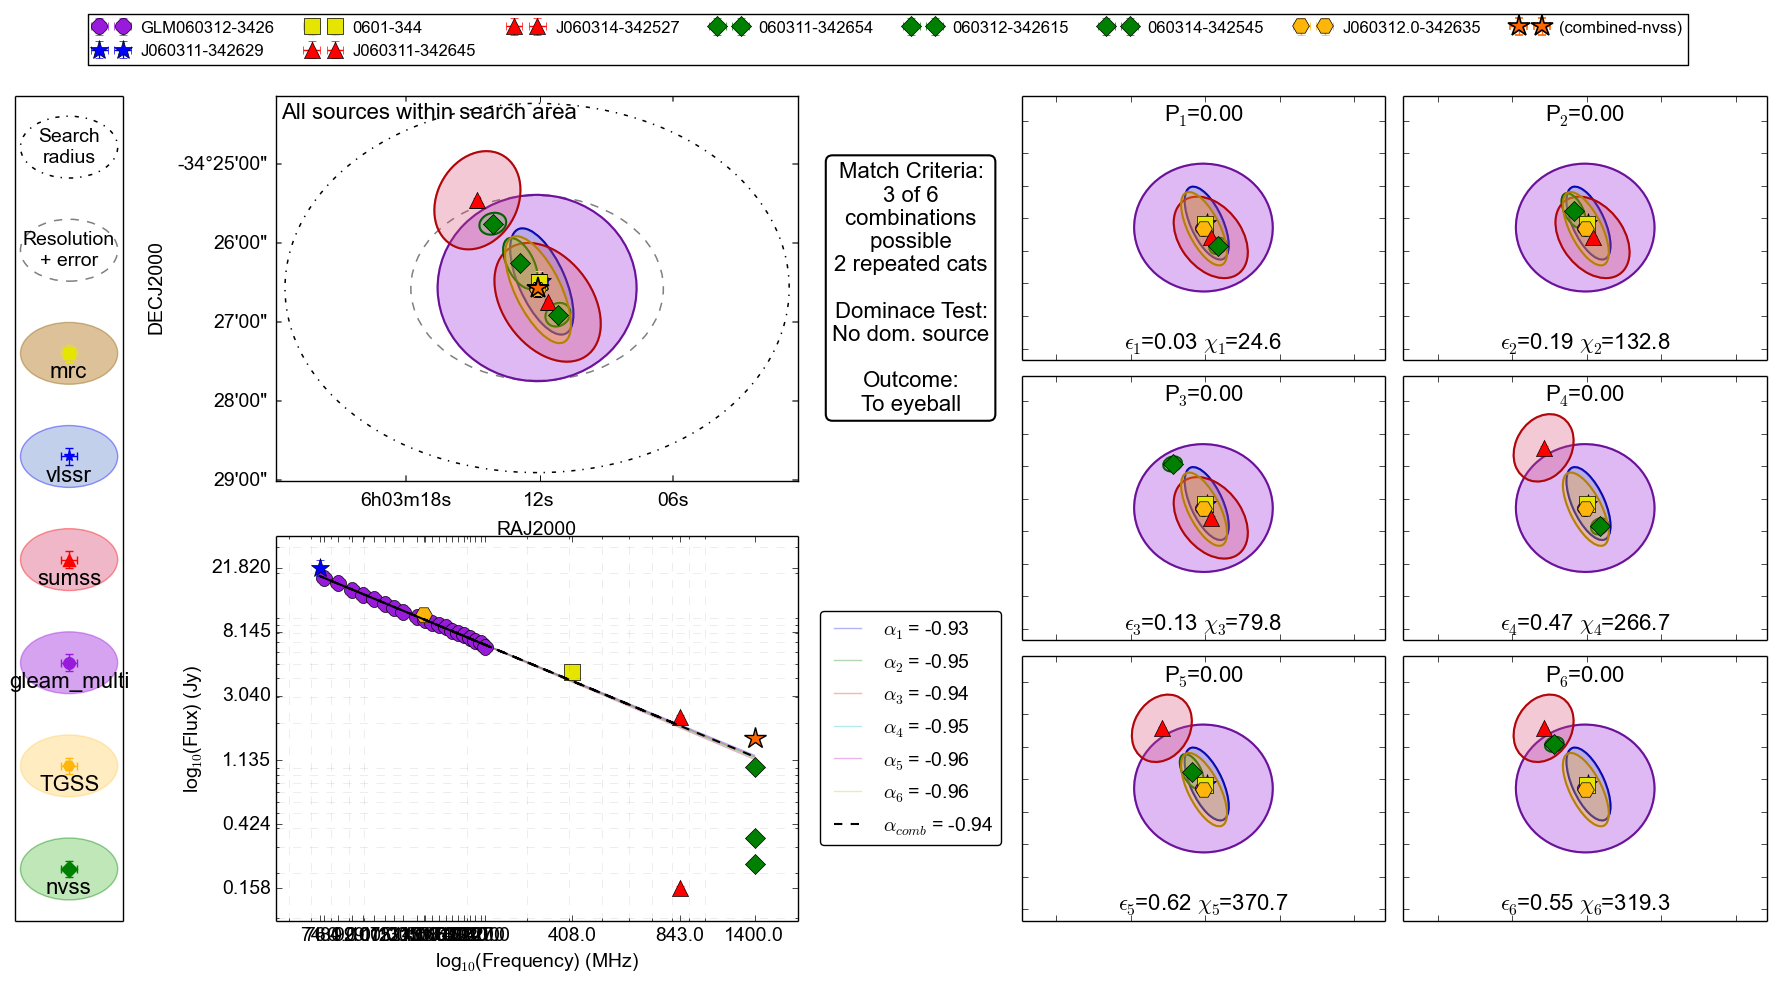 GLM060312-3426 0601-344 J060314-342527 060311-342654 060312-342615 060314-342545 J060312.0-342635 (combined-nvss)
J060311-342629 J060311-342645
Search
radius
Resolution
+ error
mrc
vlssr
sumss
gleam_multi
TGSS
nvss
All sources within search area
DECJ2000
-34°25'00"
26'00"
27'00"
28'00"
29'00"
6h03m18s 12s 06s
RAJ2000
Match Criteria:
3 of 6
combinations
possible
2 repeated cats
Dominace Test:
No dom. source
Outcome:
To eyeball
log10(Flux) (Jy)
21.820
8.145
3.040
1.135
0.424
0.158
408.0 843.0 1400.0
log10(Frequency) (MHz)
α1 = -0.93
α2 = -0.95
α3 = -0.94
α4 = -0.95
α5 = -0.96
α6 = -0.96
αcomb = -0.94
P1=0.00
ϵ1=0.03 χ1=24.6
P2=0.00
ϵ2=0.19 χ2=132.8
P3=0.00
ϵ3=0.13 χ3=79.8
P4=0.00
ϵ4=0.47 χ4=266.7
P5=0.00
ϵ5=0.62 χ5=370.7
P6=0.00
ϵ6=0.55 χ6=319.3